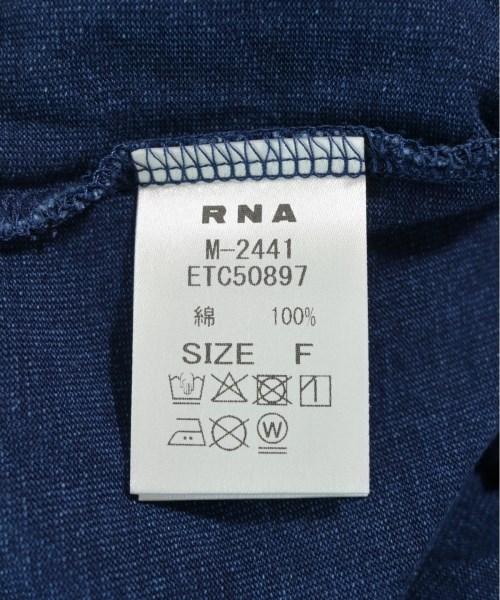 RNA
M-2441
ETC50897
綿 100%
SIZE F
W